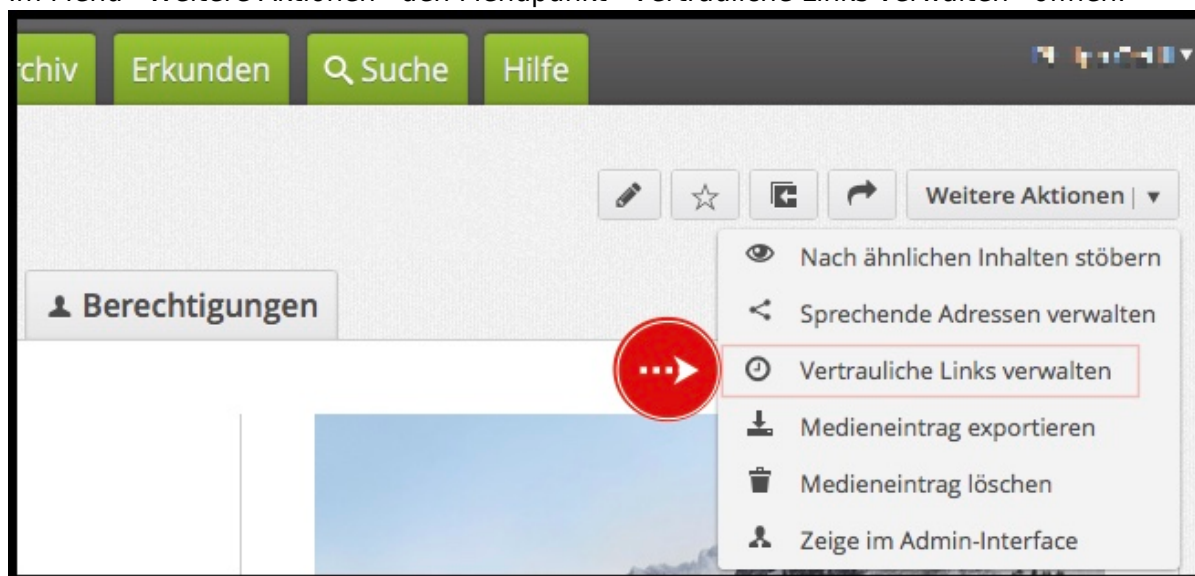 im Menü "Weitere Aktionen" den Menüpunkt "Vertrauliche Links verwalten" öffnen:
rchiv Erkunden Suche Hilfe
Weitere Aktionen | ▼
Nach ähnlichen Inhalten stöbern
Sprechende Adressen verwalten
Berechtigungen
Vertrauliche Links verwalten
Medieneintrag exportieren
Medieneintrag löschen
Zeige im Admin-Interface